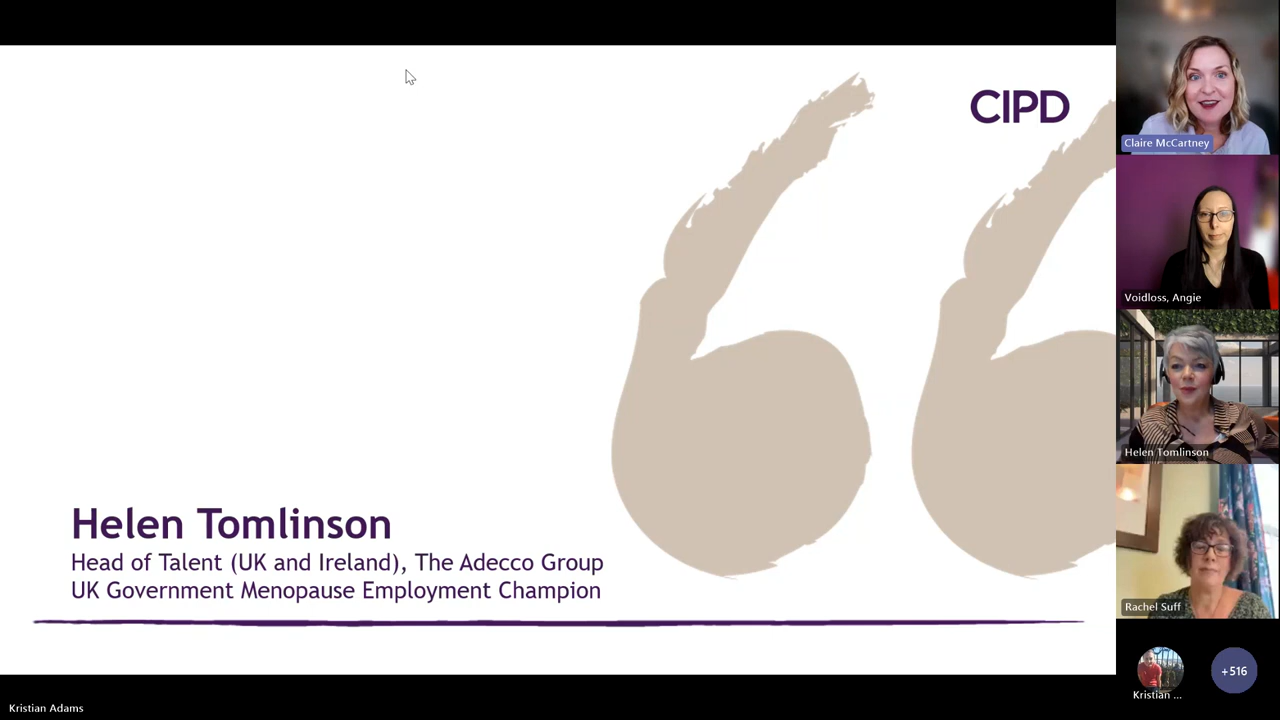 CIPD
Helen Tomlinson
Head of Talent (UK and Ireland), The Adecco Group
UK Government Menopause Employment Champion
Claire McCartney
Voidloss, Angie
Helen Tomlinson
Rachel Suff
Kristian ...
+516
Kristian Adams